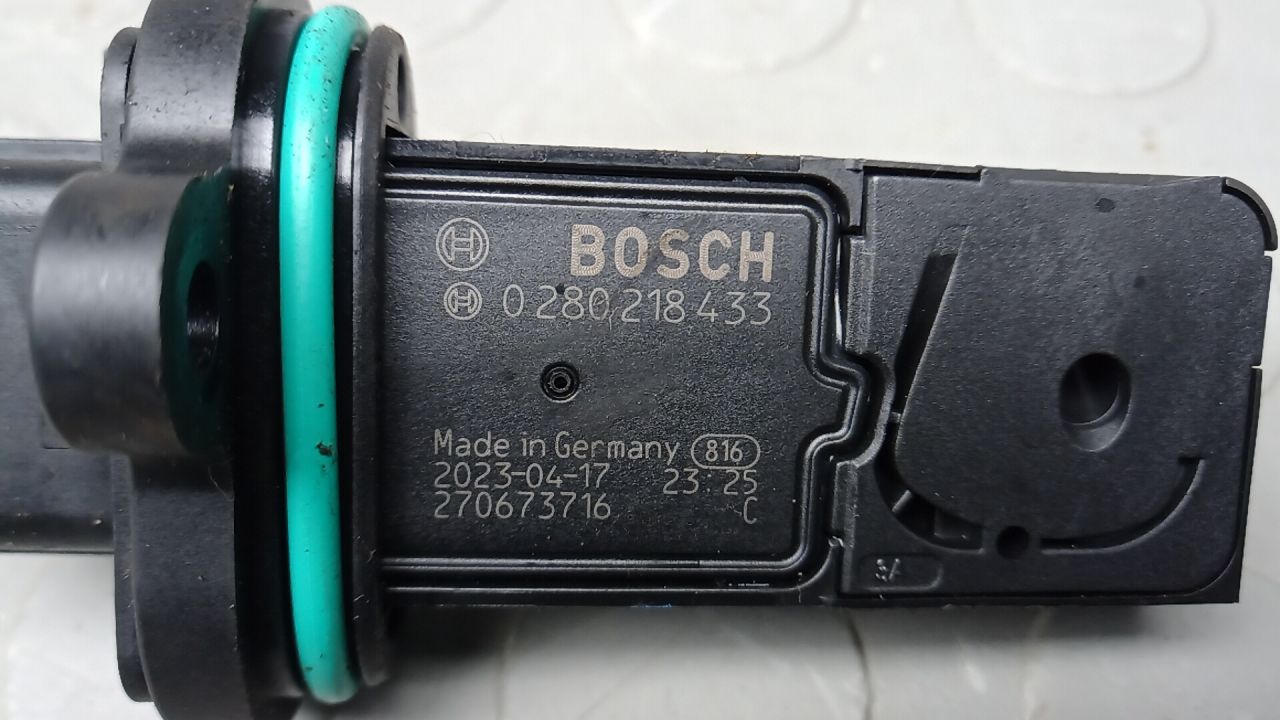 BOSCH
0 280 218 433
Made in Germany 816
2023-04-17 23:25
270673716 C